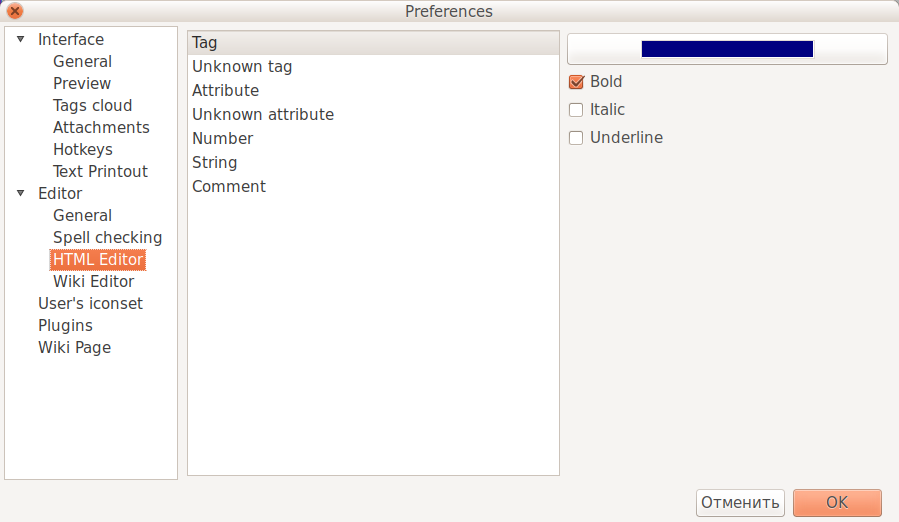 Preferences
Interface
General
Preview
Tags cloud
Attachments
Hotkeys
Text Printout
Editor
General
Spell checking
HTML Editor
Wiki Editor
User's iconset
Plugins
Wiki Page
Tag
Unknown tag
Attribute
Unknown attribute
Number
String
Comment
Bold
Italic
Underline
Отменить
OK